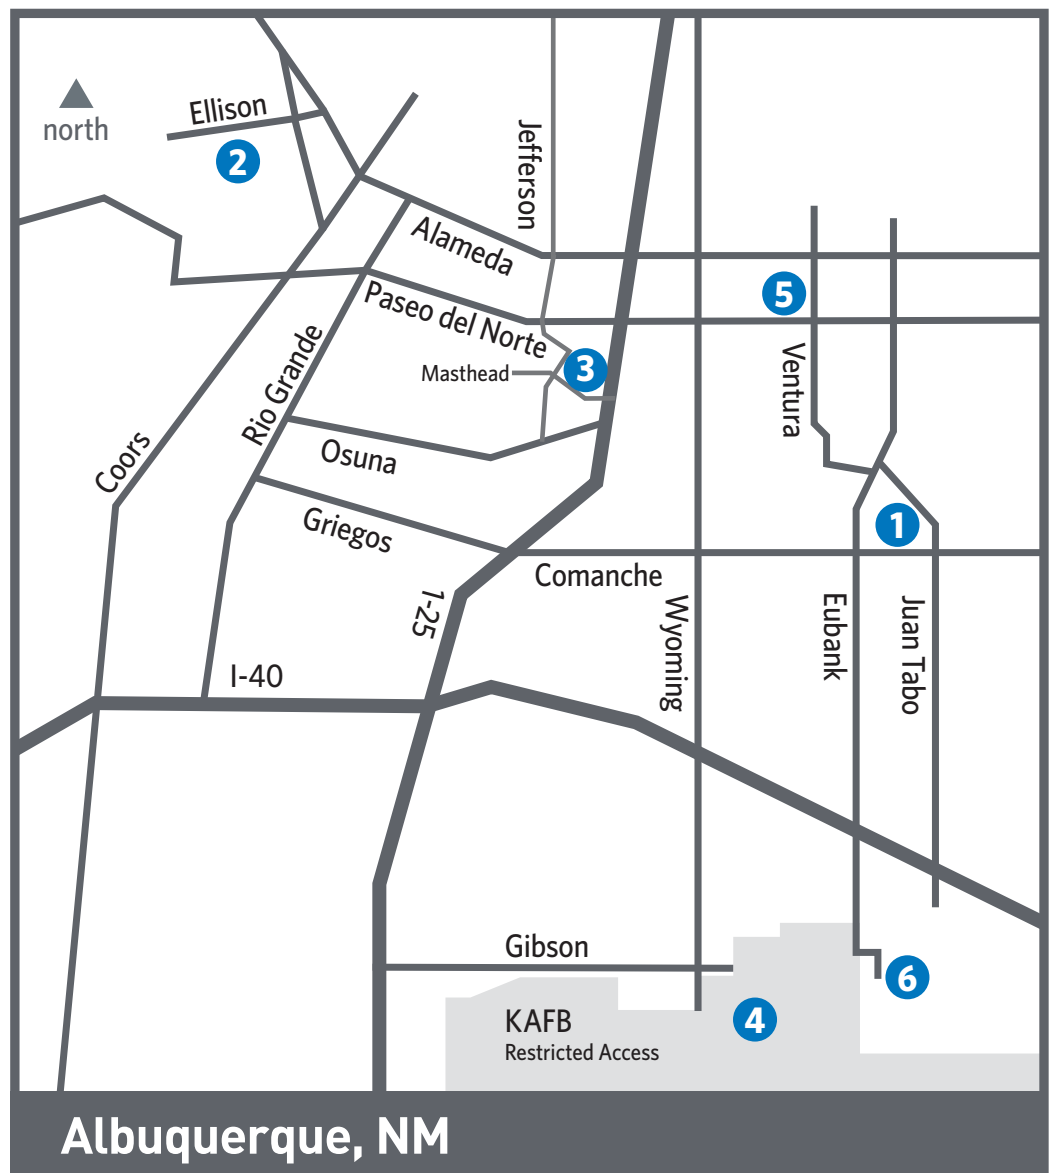 north
Ellison
2
Jefferson
Alameda
5
Paseo del Norte
Masthead
3
Ventura
Rio Grande
Coors
Osuna
Griegos
1
Comanche
1-25
Wyoming
Eubank
Juan Tabo
I-40
Gibson
6
4
KAFB
Restricted Access
Albuquerque, NM